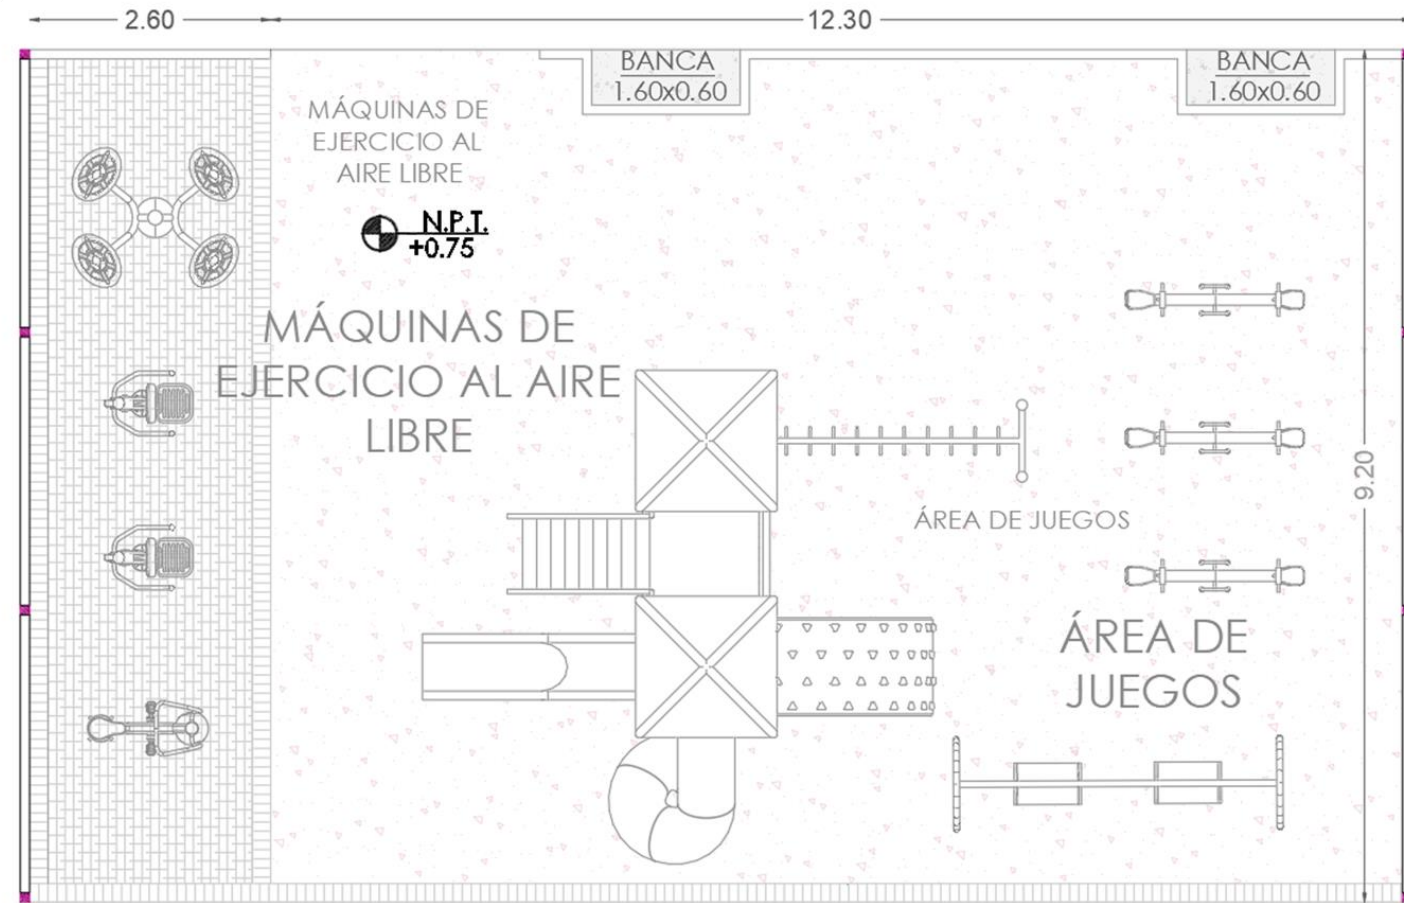 2.60
12.30
BANCA
1.60x0.60
BANCA
1.60x0.60
MÁQUINAS DE
EJERCICIO AL
AIRE LIBRE
N.P.T.
+0.75
MÁQUINAS DE
EJERCICIO AL AIRE
LIBRE
9.20
ÁREA DE JUEGOS
ÁREA DE
JUEGOS